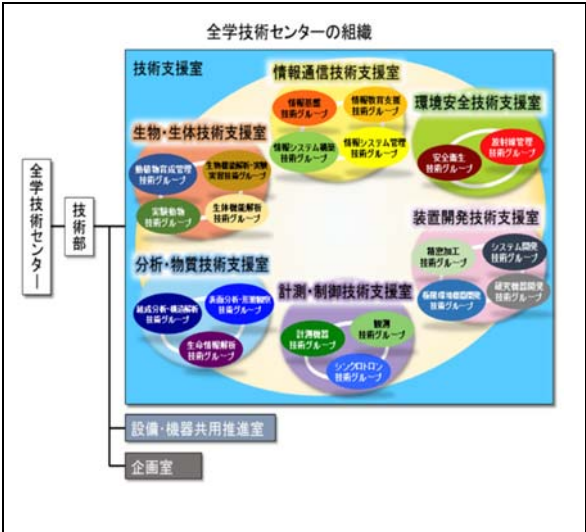 全学技術センターの組織
技術支援室
情報通信技術支援室
情報基盤
技術グループ
情報教育支援
技術グループ
情報システム構築
技術グループ
情報システム管理
技術グループ
環境安全技術支援室
安全衛生
技術グループ
放射線管理
技術グループ
生物・生体技術支援室
動植物育成管理
技術グループ
生物機能解析・実験
実習技術グループ
実験動物
技術グループ
生体機能解析
技術グループ
装置開発技術支援室
精密加工
技術グループ
システム開発
技術グループ
極限環境機器開発
技術グループ
研究機器開発
技術グループ
分析・物質技術支援室
組成分析・構造解析
技術グループ
表面分析・形態観察
技術グループ
生命情報解析
技術グループ
計測・制御技術支援室
計測機器
技術グループ
観測
技術グループ
シンクロトロン
技術グループ
全学技術センター
技術部
設備・機器共用推進室
企画室